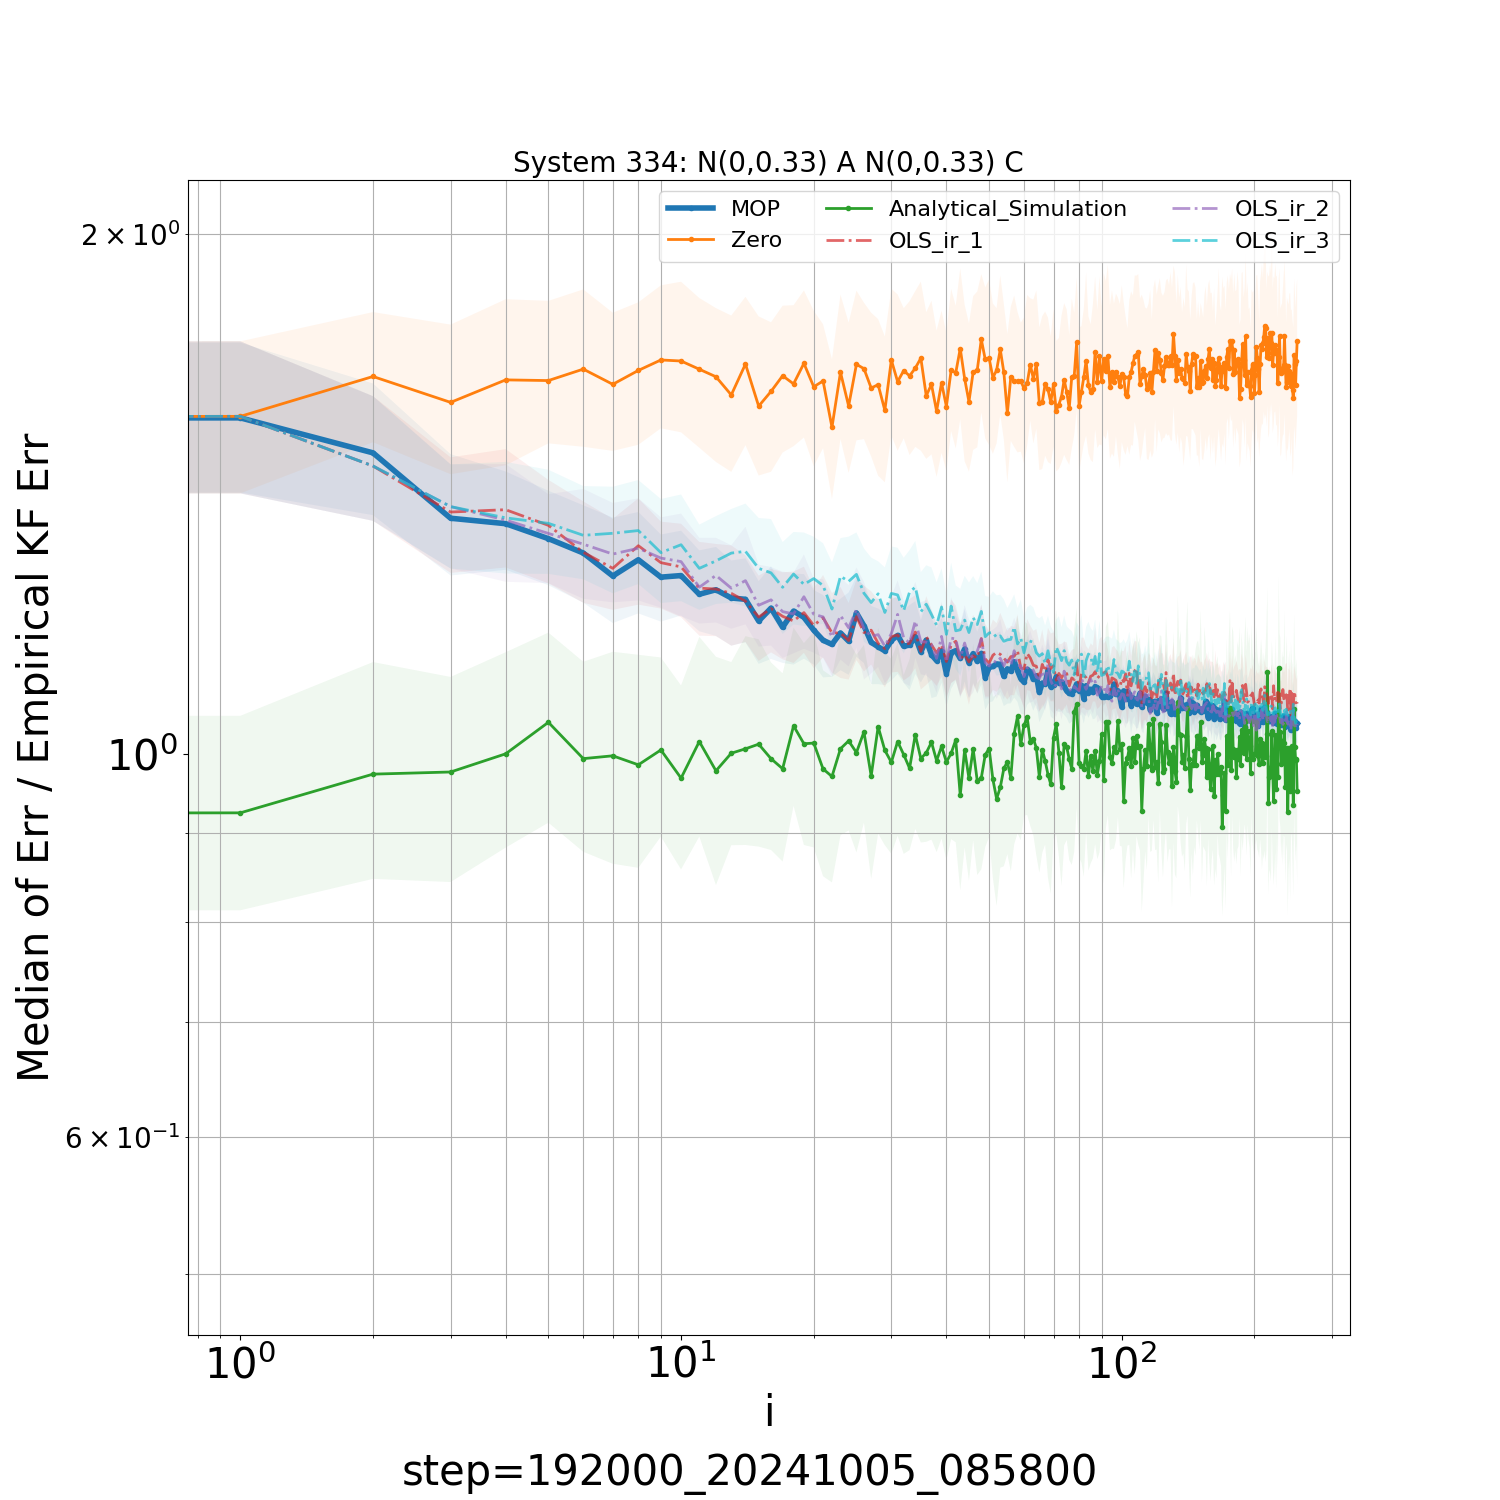 System 334: N(0,0.33) A N(0,0.33) C
MOP
Zero
Analytical_Simulation
OLS_ir_1
OLS_ir_2
OLS_ir_3
Median of Err / Empirical KF Err
2 × 10⁰
10⁰
6 × 10⁻¹
10⁰
10¹
10²
i
step=192000_20241005_085800